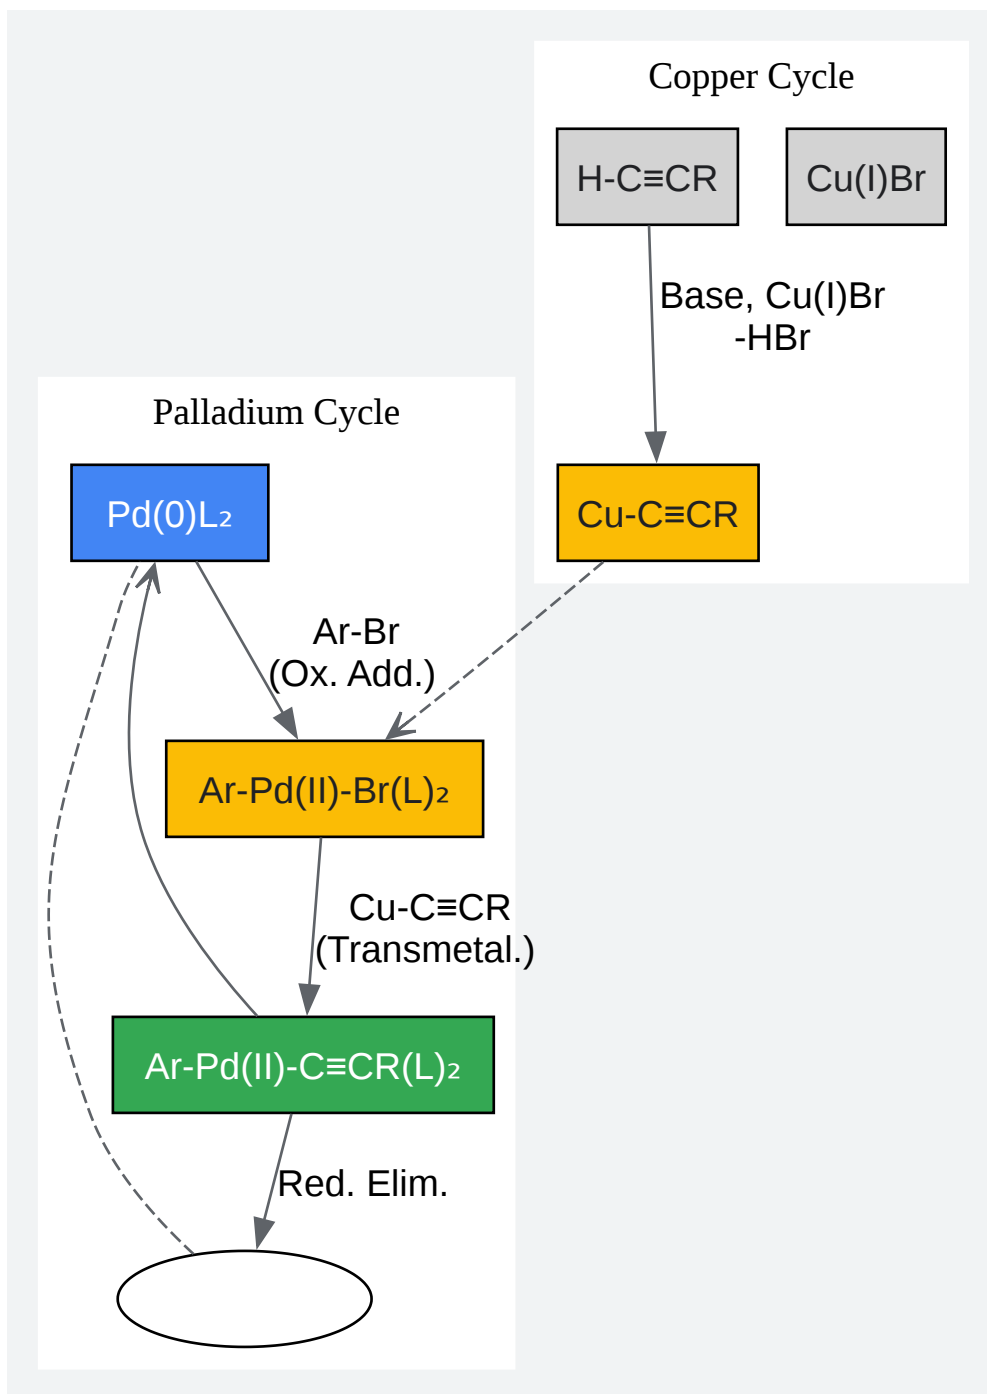 Copper Cycle
H-C≡CR
Cu(I)Br
Base, Cu(I)Br
-HBr
Cu-C≡CR
Palladium Cycle
Pd(0)L₂
Ar-Br
(Ox. Add.)
Ar-Pd(II)-Br(L)₂
Cu-C≡CR
(Transmetal.)
Ar-Pd(II)-C≡CR(L)₂
Red. Elim.